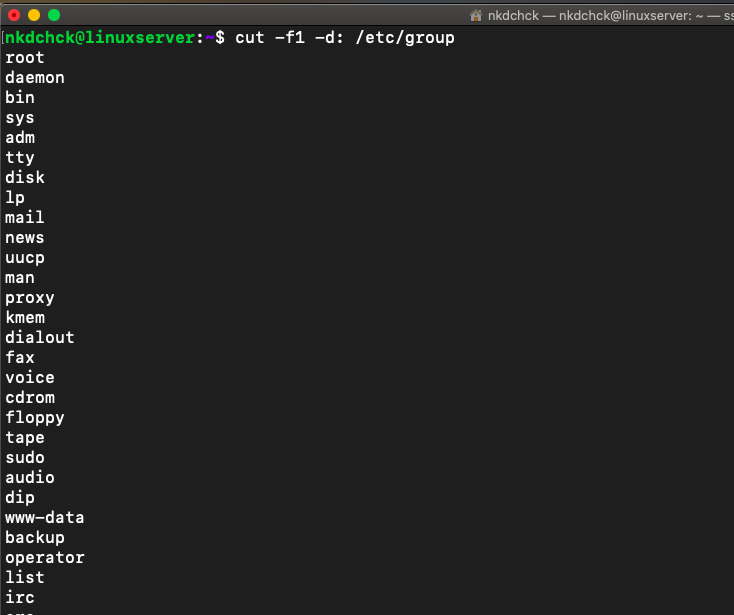 nkdchck — nkdchck@linuxserver: ~ —
[nkdchck@linuxserver:~$ cut -f1 -d: /etc/group
root
daemon
bin
sys
adm
tty
disk
lp
mail
news
uucp
man
proxy
kmem
dialout
fax
voice
cdrom
floppy
tape
sudo
audio
dip
www-data
backup
operator
list
irc